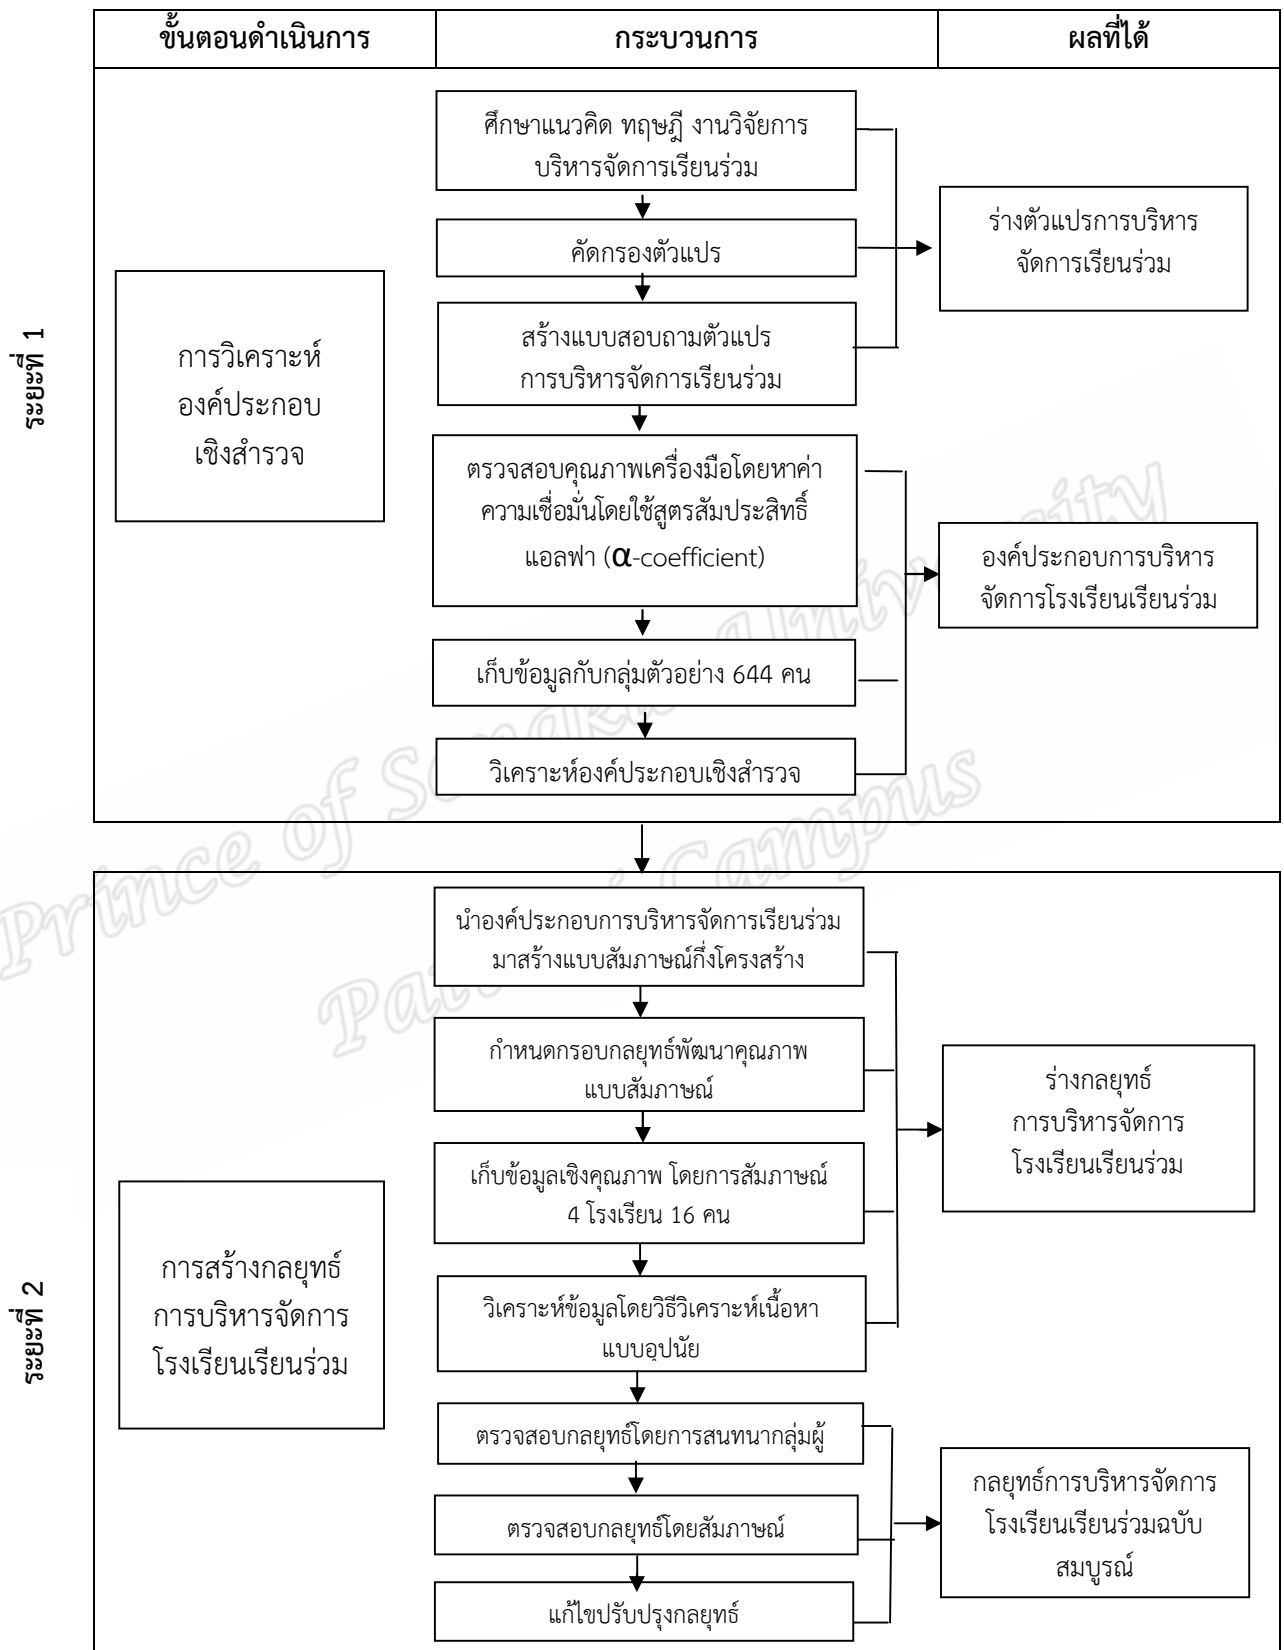 ขั้นตอนดำเนินการ
กระบวนการ
ผลที่ได้
ระยะที่ 1
การวิเคราะห์
องค์ประกอบ
เชิงสำรวจ
ศึกษาแนวคิด ทฤษฎี งานวิจัยการ
บริหารจัดการเรียนร่วม
คัดกรองตัวแปร
สร้างแบบสอบถามตัวแปร
การบริหารจัดการเรียนร่วม
ร่างตัวแปรการบริหาร
จัดการเรียนร่วม
ตรวจสอบคุณภาพเครื่องมือโดยหาค่า
ความเชื่อมั่นโดยใช้สูตรสัมประสิทธิ์
แอลฟา (α-coefficient)
เก็บข้อมูลกับกลุ่มตัวอย่าง 644 คน
วิเคราะห์องค์ประกอบเชิงสำรวจ
องค์ประกอบการบริหาร
จัดการโรงเรียนเรียนร่วม
ระยะที่ 2
การสร้างกลยุทธ์
การบริหารจัดการ
โรงเรียนเรียนร่วม
นำองค์ประกอบการบริหารจัดการเรียนร่วม
มาสร้างแบบสัมภาษณ์กึ่งโครงสร้าง
กำหนดกรอบกลยุทธ์พัฒนาคุณภาพ
แบบสัมภาษณ์
เก็บข้อมูลเชิงคุณภาพ โดยการสัมภาษณ์
4 โรงเรียน 16 คน
วิเคราะห์ข้อมูลโดยวิธีวิเคราะห์เนื้อหา
แบบอุปนัย
ร่างกลยุทธ์
การบริหารจัดการ
โรงเรียนเรียนร่วม
ตรวจสอบกลยุทธ์โดยการสนทนากลุ่มผู้
ตรวจสอบกลยุทธ์โดยสัมภาษณ์
แก้ไขปรับปรุงกลยุทธ์
กลยุทธ์การบริหารจัดการ
โรงเรียนเรียนร่วมฉบับ
สมบูรณ์
Prince of Songkla University
Pattani Campus